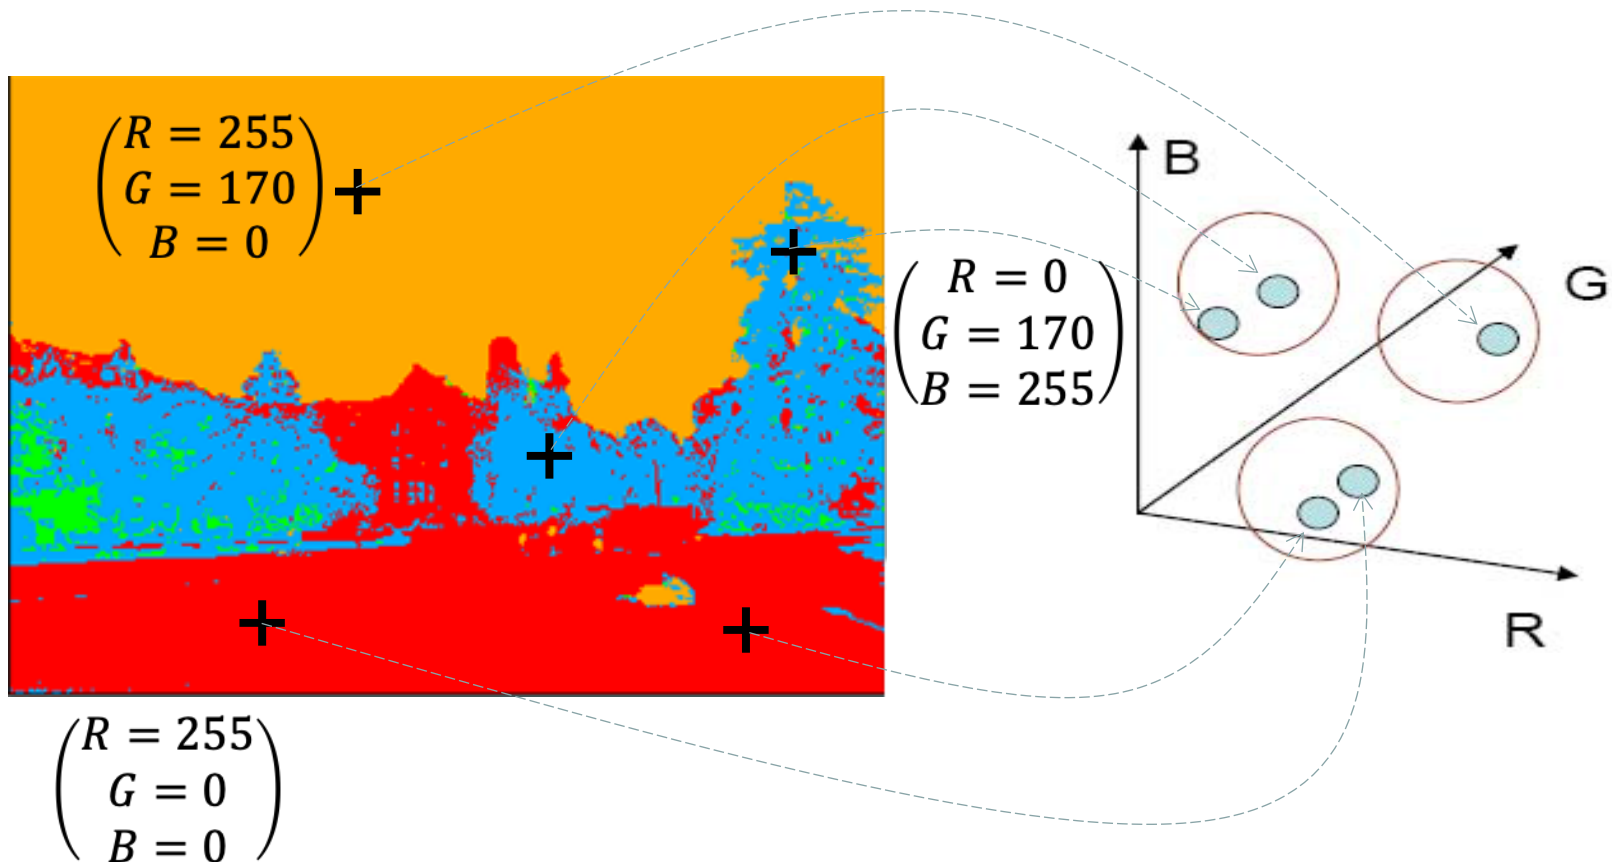 R = 255
G = 170
B = 0
B
G
R = 0
G = 170
B = 255
R
R = 255
G = 0
B = 0